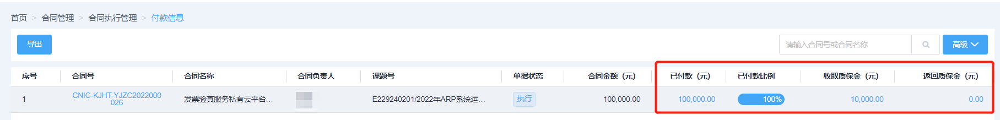 首页 > 合同管理 > 合同执行管理 > 付款信息
导出 请输入合同号或合同名称 高级
序号 合同号 合同名称 合同负责人 课题号 单据状态 合同金额（元） 已付款（元） 已付款比例 收取质保金（元） 返回质保金（元）
1 CNIC-KJHT-YJZC2022000026 发票验真服务私有云平台... E229240201/2022年ARP系统运... 执行 100,000.00 100,000.00 100% 10,000.00 0.00